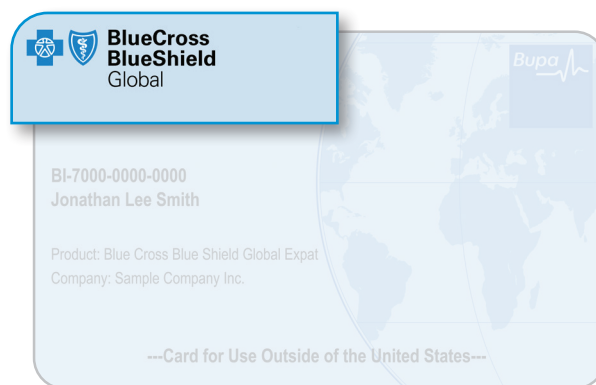 BlueCross
BlueShield
Global
Bupa
BI-7000-0000-0000
Jonathan Lee Smith
Product: Blue Cross Blue Shield Global Expat
Company: Sample Company Inc.
---Card for Use Outside of the United States---